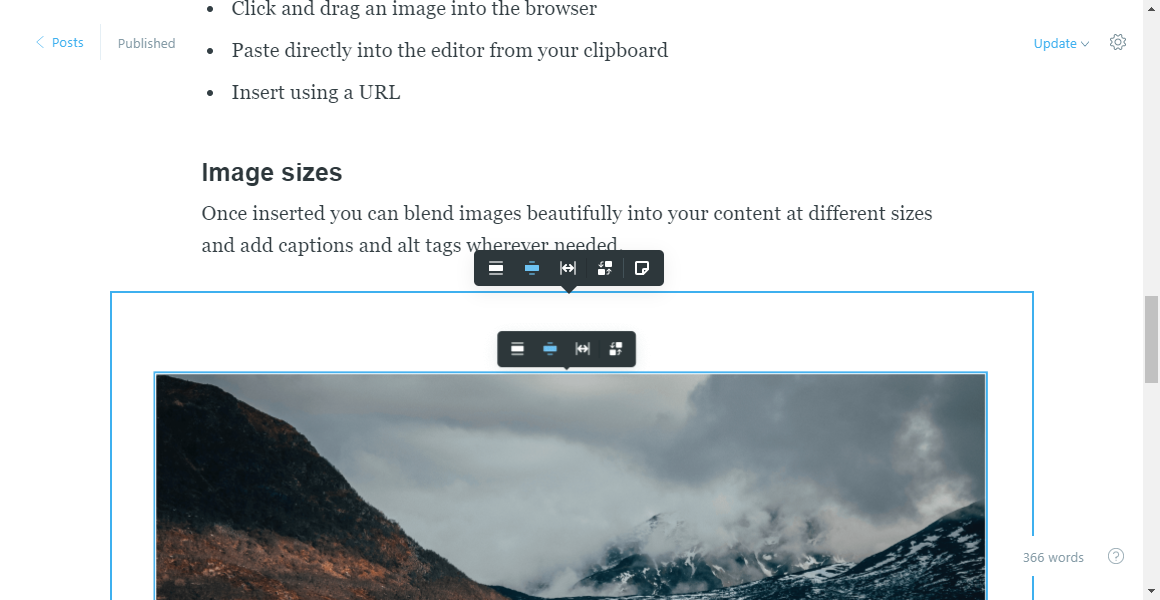 Click and drag an image into the browser
Posts
Published
Update
Paste directly into the editor from your clipboard
Insert using a URL
Image sizes
Once inserted you can blend images beautifully into your content at different sizes
and add captions and alt tags wherever needed.
366 words